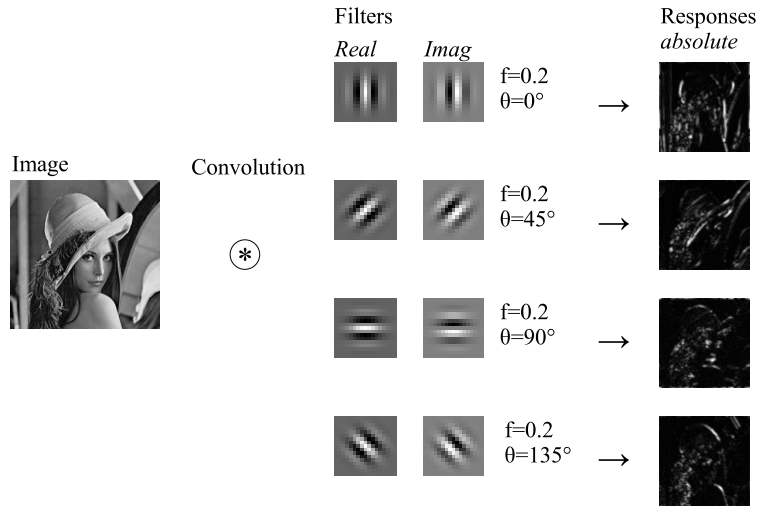 Filters
Responses
Real
Imag
absolute
f=0.2
θ=0°
→
Image
Convolution
f=0.2
θ=45°
→
*
f=0.2
θ=90°
→
f=0.2
θ=135°
→